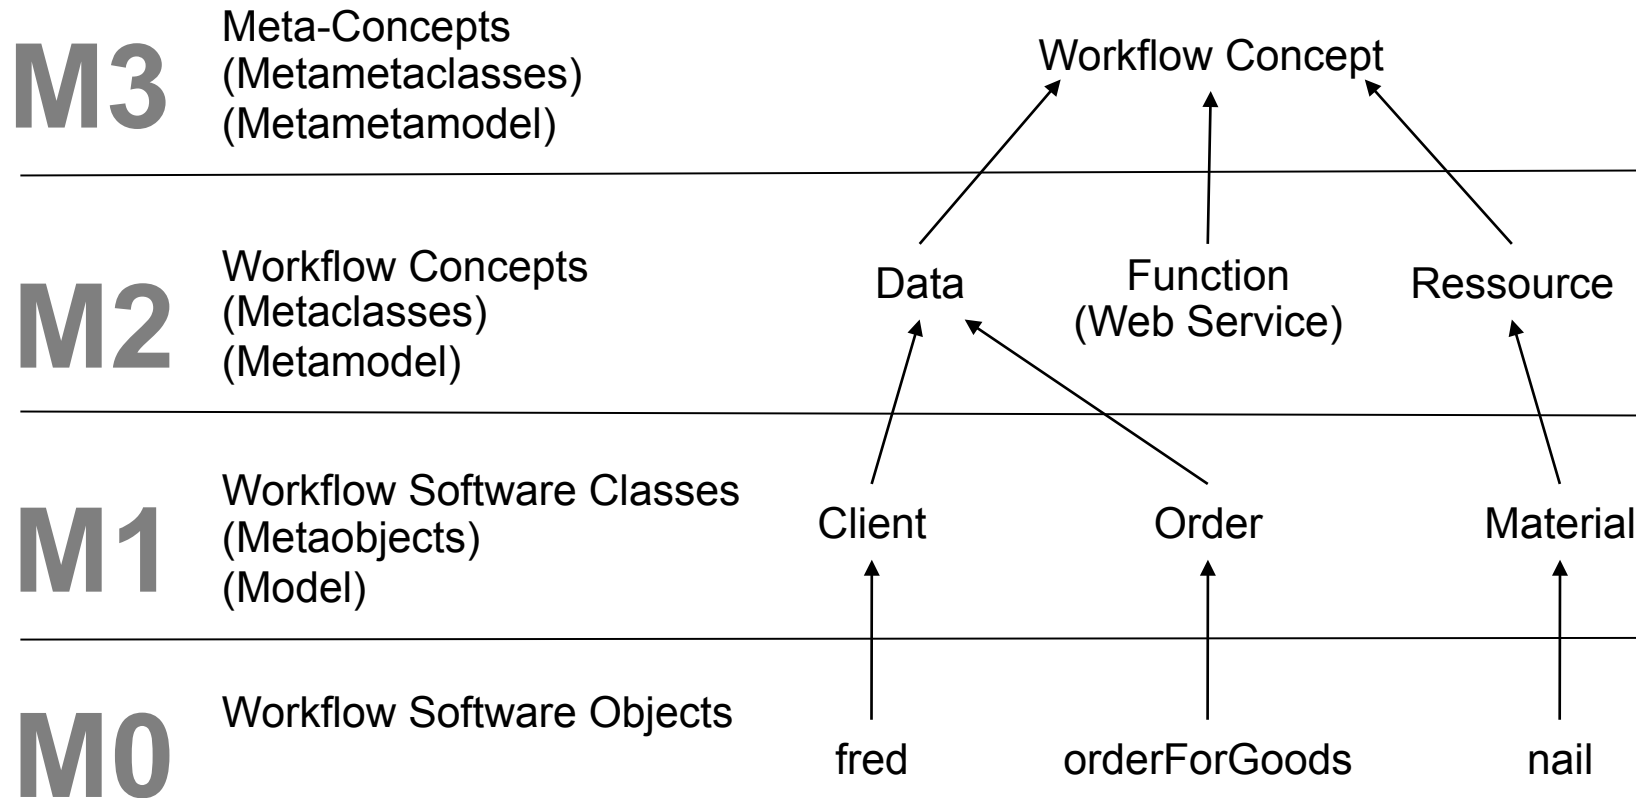 M3
Meta-Concepts
(Metametaclasses)
(Metametamodel)
Workflow Concept
M2
Workflow Concepts
(Metaclasses)
(Metamodel)
Data
Function
(Web Service)
Ressource
M1
Workflow Software Classes
(Metaobjects)
(Model)
Client
Order
Material
M0
Workflow Software Objects
fred
orderForGoods
nail